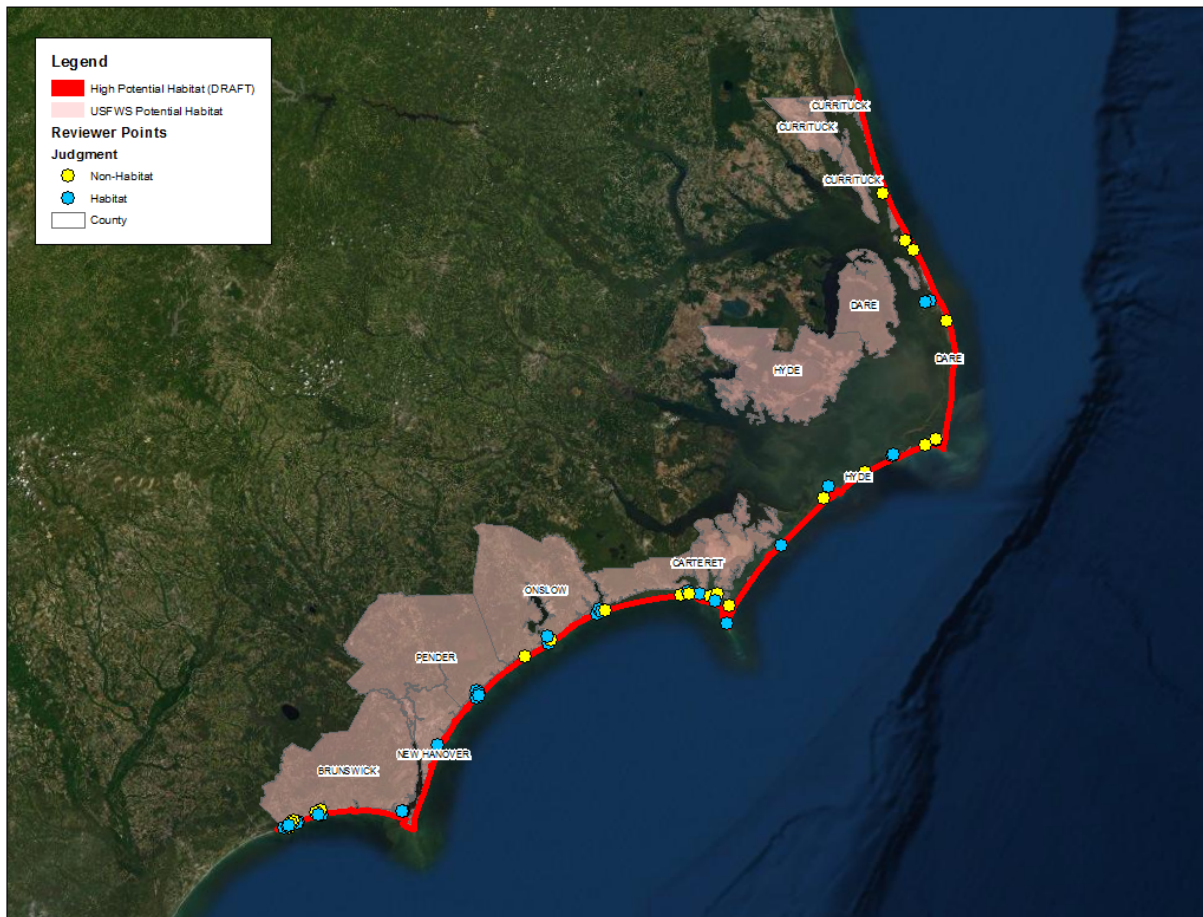 Legend
High Potential Habitat (DRAFT)
USFWS Potential Habitat
Reviewer Points
Judgment
Non-Habitat
Habitat
County
CURRITUCK
CURRITUCK
CURRITUCK
DARE
DARE
HYDE
HYDE
CARTERET
ONSLOW
PENDER
NEW HANOVER
BRUNSWICK